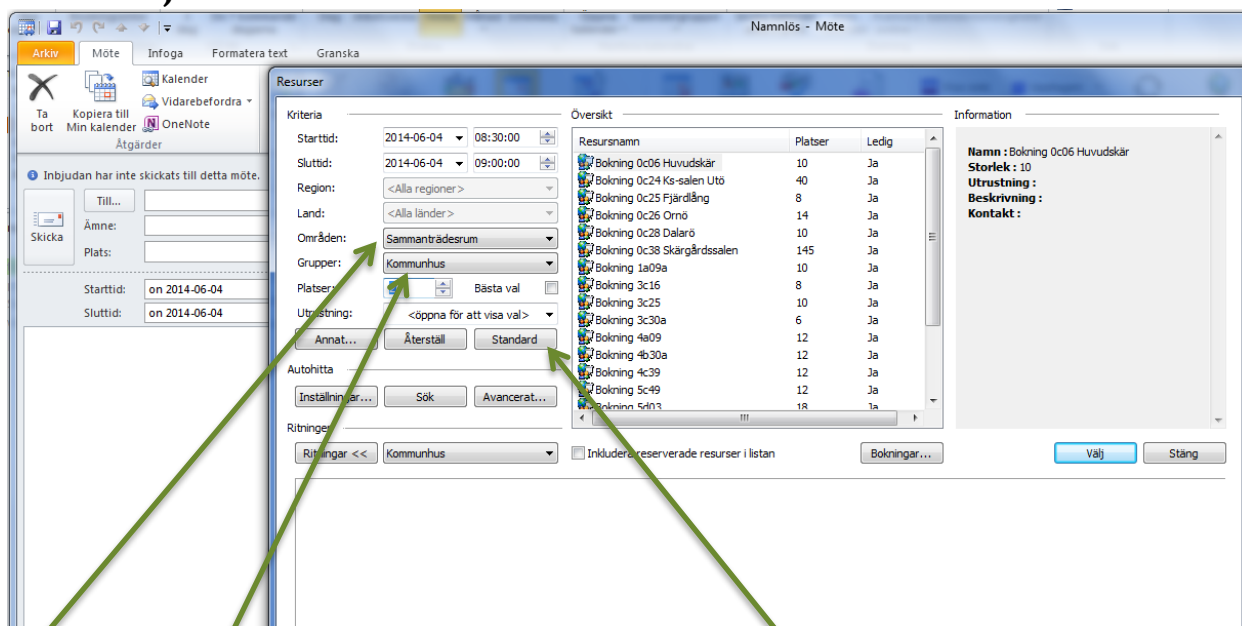 Namnlös - Möte
Arkiv Möte Infoga Formatera text Granska
Ta bort
Kopiera till Min kalender
Kalender
Vidarebefordra
OneNote
Åtgärder
Inbjudan har inte skickats till detta möte.
Skicka
Till...
Ämne:
Plats:
Starttid: on 2014-06-04
Sluttid: on 2014-06-04
Resurser
Kriteria
Starttid: 2014-06-04 08:30:00
Sluttid: 2014-06-04 09:00:00
Region: <Alla regioner>
Land: <Alla länder>
Områden: Sammanträdesrum
Grupper: Kommunhus
Platser: Bästa val
Utrustning: <öppna för att visa val>
Annat... Återställ Standard
Autohitta
Inställningar... Sök Avancerat...
Ritningar
Ritningar << Kommunhus
Översikt
Resursnamn Platser Ledig
Bokning 0c06 Huvudskär 10 Ja
Bokning 0c24 Ks-salen Utö 40 Ja
Bokning 0c25 Fjärdlång 8 Ja
Bokning 0c26 Ornö 14 Ja
Bokning 0c28 Dalarö 10 Ja
Bokning 0c38 Skärgårdssalen 145 Ja
Bokning 1a09a 10 Ja
Bokning 3c16 8 Ja
Bokning 3c25 10 Ja
Bokning 3c30a 6 Ja
Bokning 4a09 12 Ja
Bokning 4b30a 12 Ja
Bokning 4c39 12 Ja
Bokning 5c49 12 Ja
Bokning 5d03 18 Ja
Inkludera reserverade resurser i listan
Bokningar...
Information
Namn : Bokning 0c06 Huvudskär
Storlek : 10
Utrustning :
Beskrivning :
Kontakt :
Välj Stäng